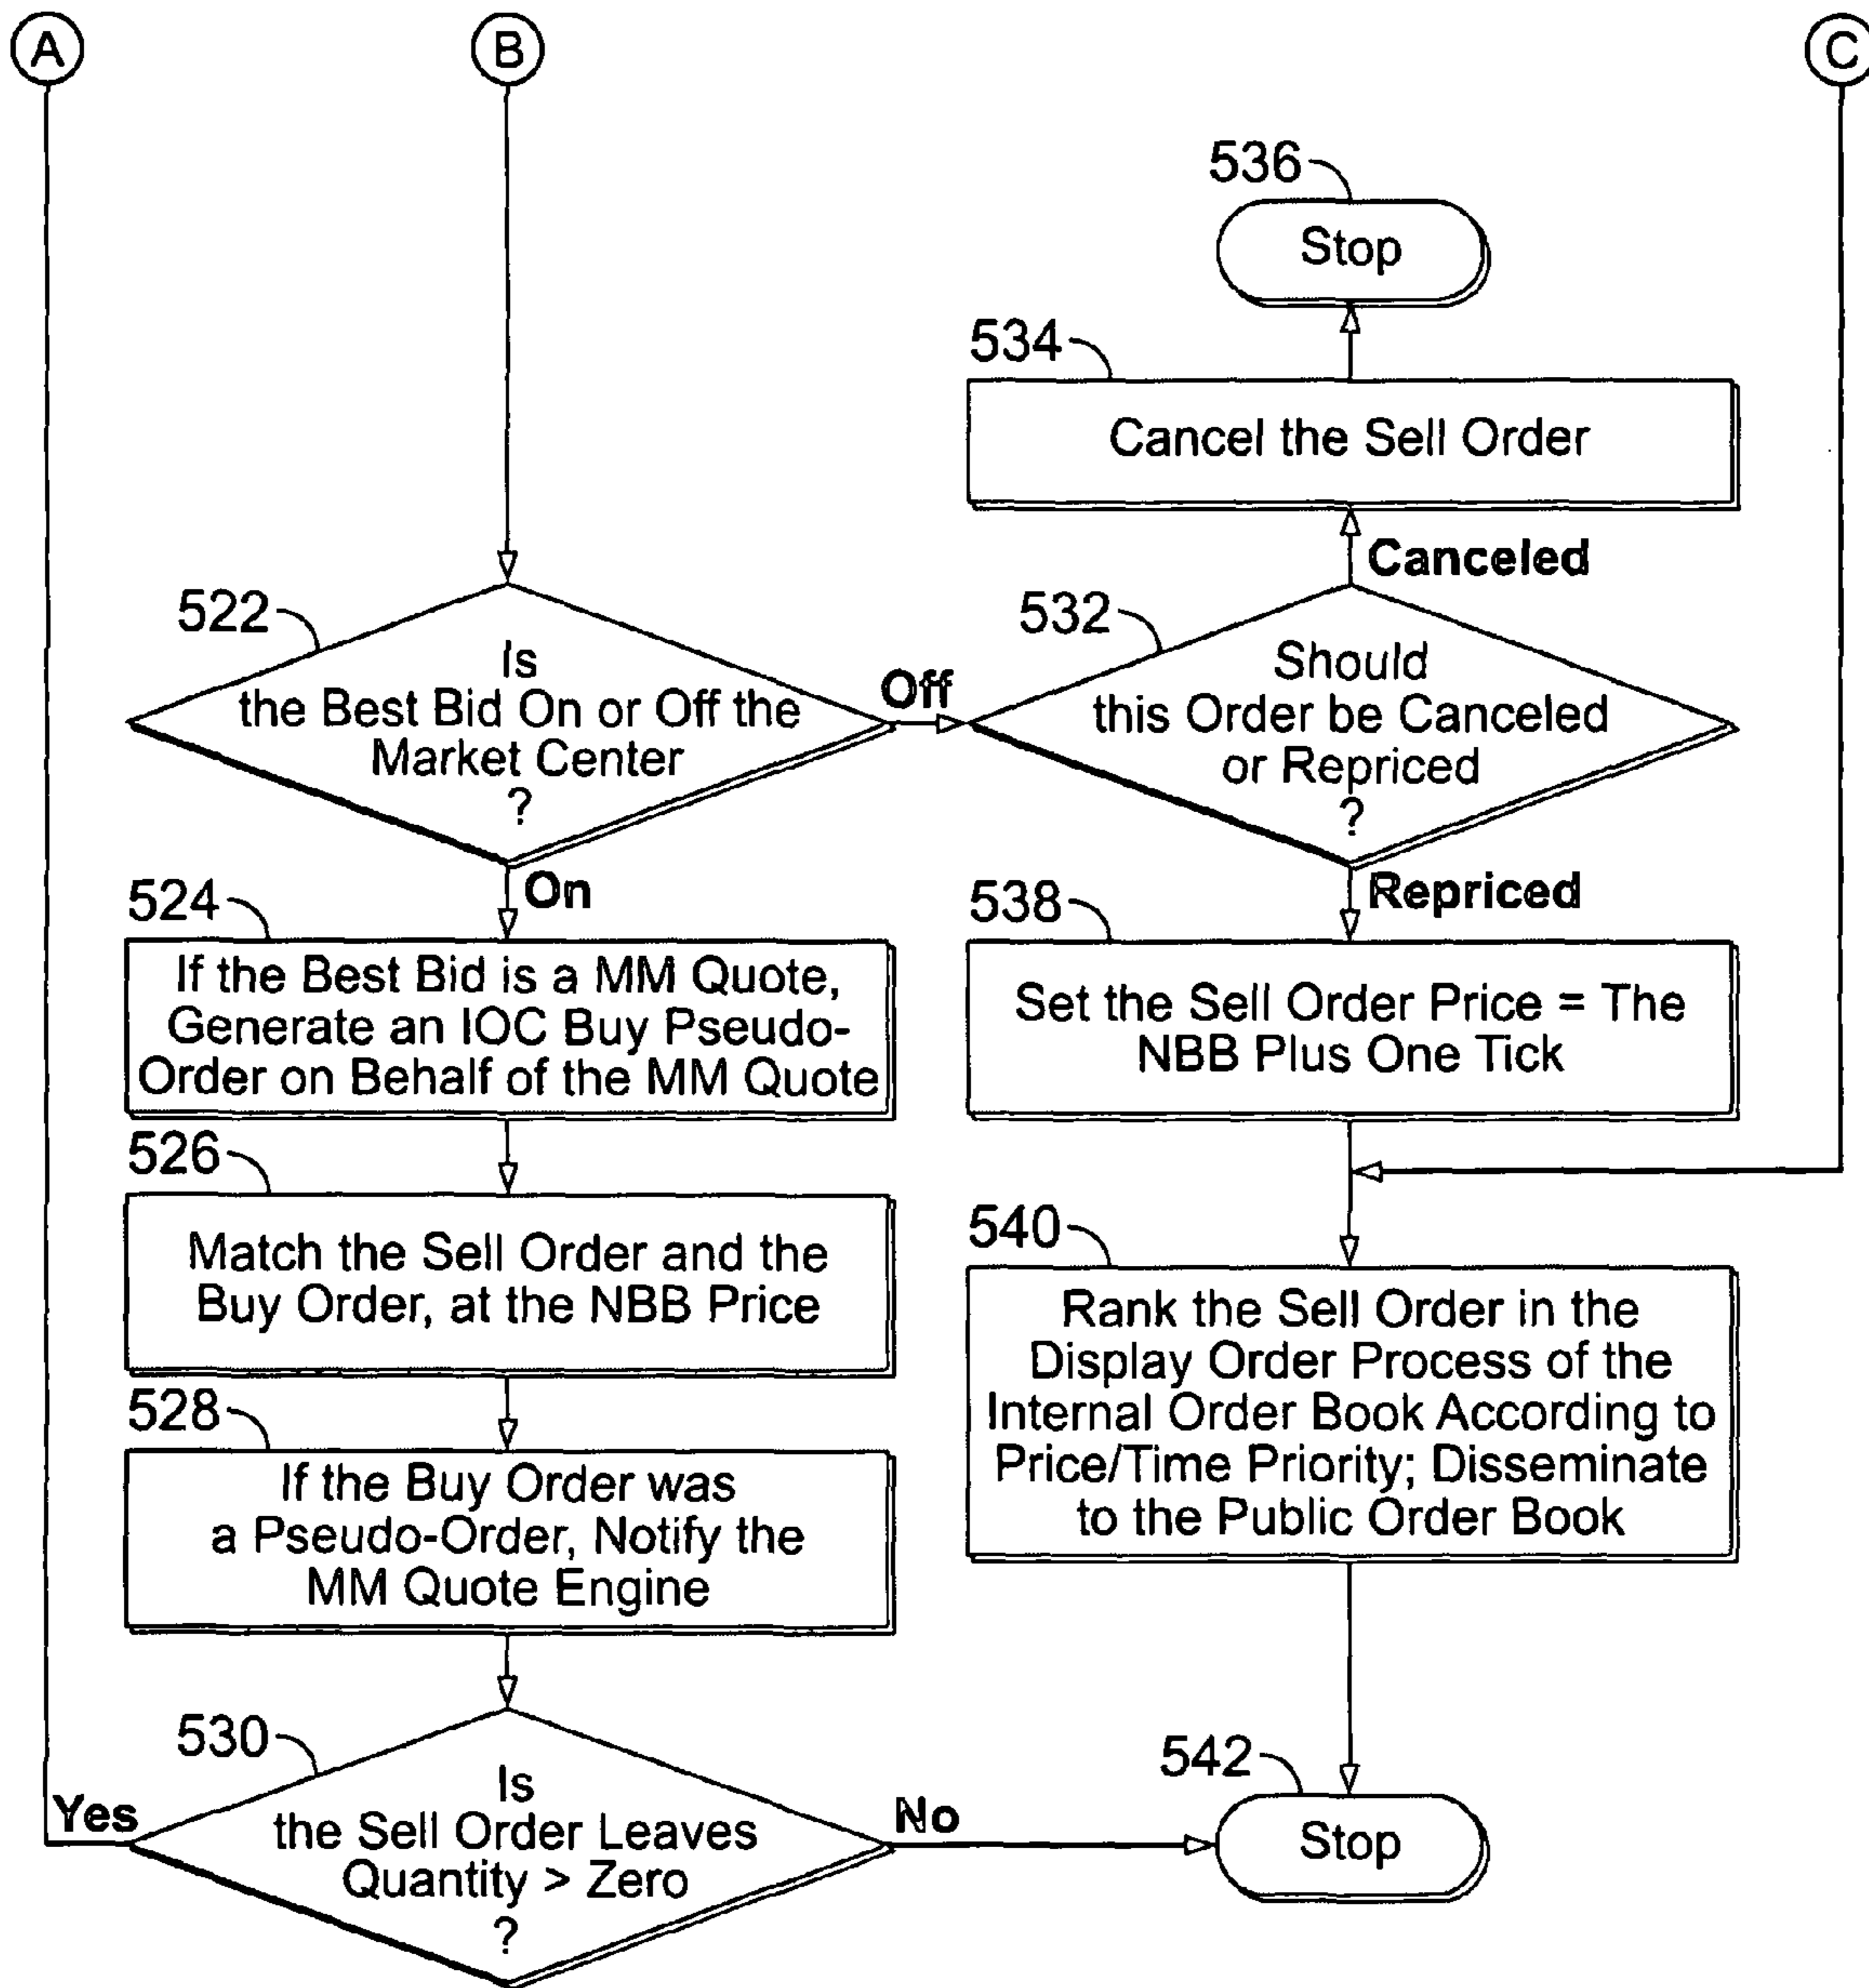 A
B
C
536
Stop
534
Cancel the Sell Order
Canceled
522
Is
the Best Bid On or Off the
Market Center
?
Off
532
Should
this Order be Canceled
or Repriced
?
On
Repriced
524
If the Best Bid is a MM Quote,
Generate an IOC Buy Pseudo-
Order on Behalf of the MM Quote
538
Set the Sell Order Price = The
NBB Plus One Tick
526
Match the Sell Order and the
Buy Order, at the NBB Price
540
Rank the Sell Order in the
Display Order Process of the
Internal Order Book According to
Price/Time Priority; Disseminate
to the Public Order Book
528
If the Buy Order was
a Pseudo-Order, Notify the
MM Quote Engine
530
Is
the Sell Order Leaves
Quantity > Zero
?
Yes
No
542
Stop